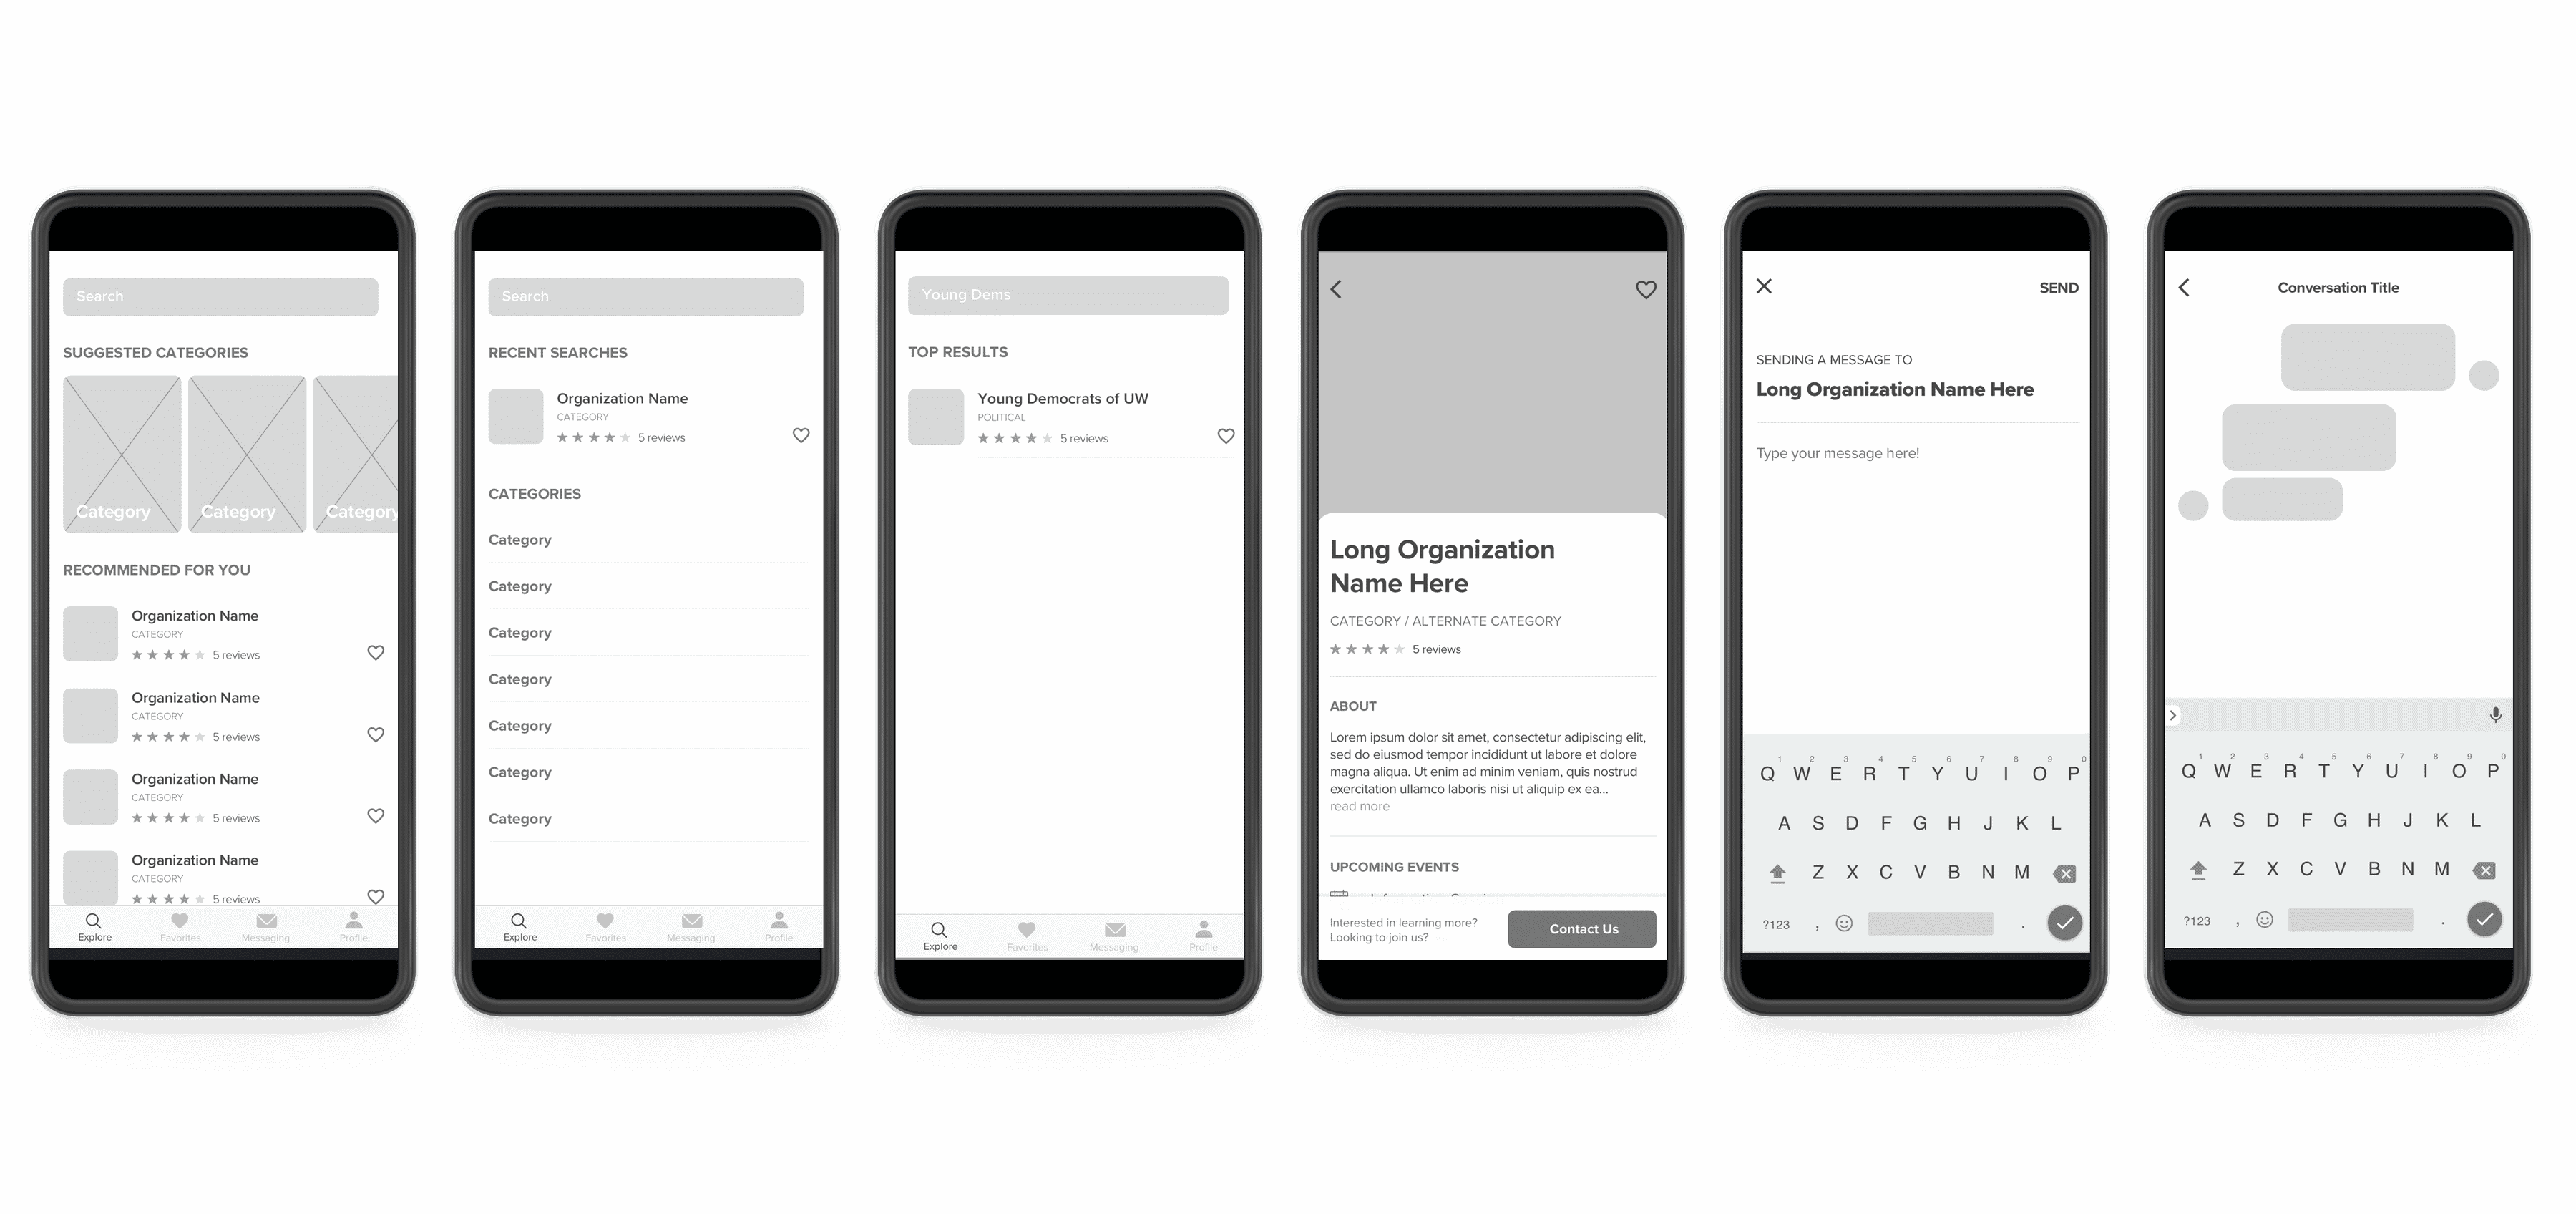 Search
SUGGESTED CATEGORIES
Category
Category
Category
RECOMMENDED FOR YOU
Organization Name
CATEGORY
5 reviews
Organization Name
CATEGORY
5 reviews
Organization Name
CATEGORY
5 reviews
Organization Name
CATEGORY
5 reviews
Explore Favorites Messaging Profile
Search
RECENT SEARCHES
Organization Name
CATEGORY
5 reviews
CATEGORIES
Category
Category
Category
Category
Category
Category
Category
Explore Favorites Messaging Profile
Young Dems
TOP RESULTS
Young Democrats of UW
POLITICAL
5 reviews
Explore Favorites Messaging Profile
Long Organization
Name Here
CATEGORY / ALTERNATE CATEGORY
5 reviews
ABOUT
Lorem ipsum dolor sit amet, consectetur adipiscing elit,
sed do eiusmod tempor incididunt ut labore et dolore
magna aliqua. Ut enim ad minim veniam, quis nostrud
exercitation ullamco laboris nisi ut aliquip ex ea...
read more
UPCOMING EVENTS
Interested in learning more?
Looking to join us?
Contact Us
SEND
SENDING A MESSAGE TO
Long Organization Name Here
Type your message here!
1 2 3 4 5 6 7 8 9 0
Q W E R T Y U I O P
A S D F G H J K L
Z X C V B N M
?123 , .
Conversation Title
1 2 3 4 5 6 7 8 9 0
Q W E R T Y U I O P
A S D F G H J K L
Z X C V B N M
?123 , .